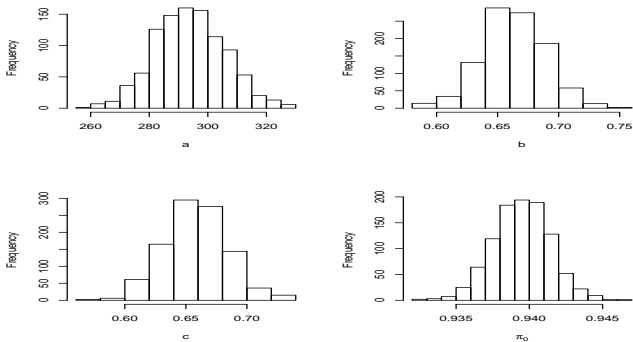 Frequency
0 50 100 150
260 280 300 320
a
Frequency
0 50 100 200
0.60 0.65 0.70 0.75
b
Frequency
0 50 100 200 300
0.60 0.65 0.70
c
Frequency
0 50 100 150 200
0.935 0.940 0.945
π₀